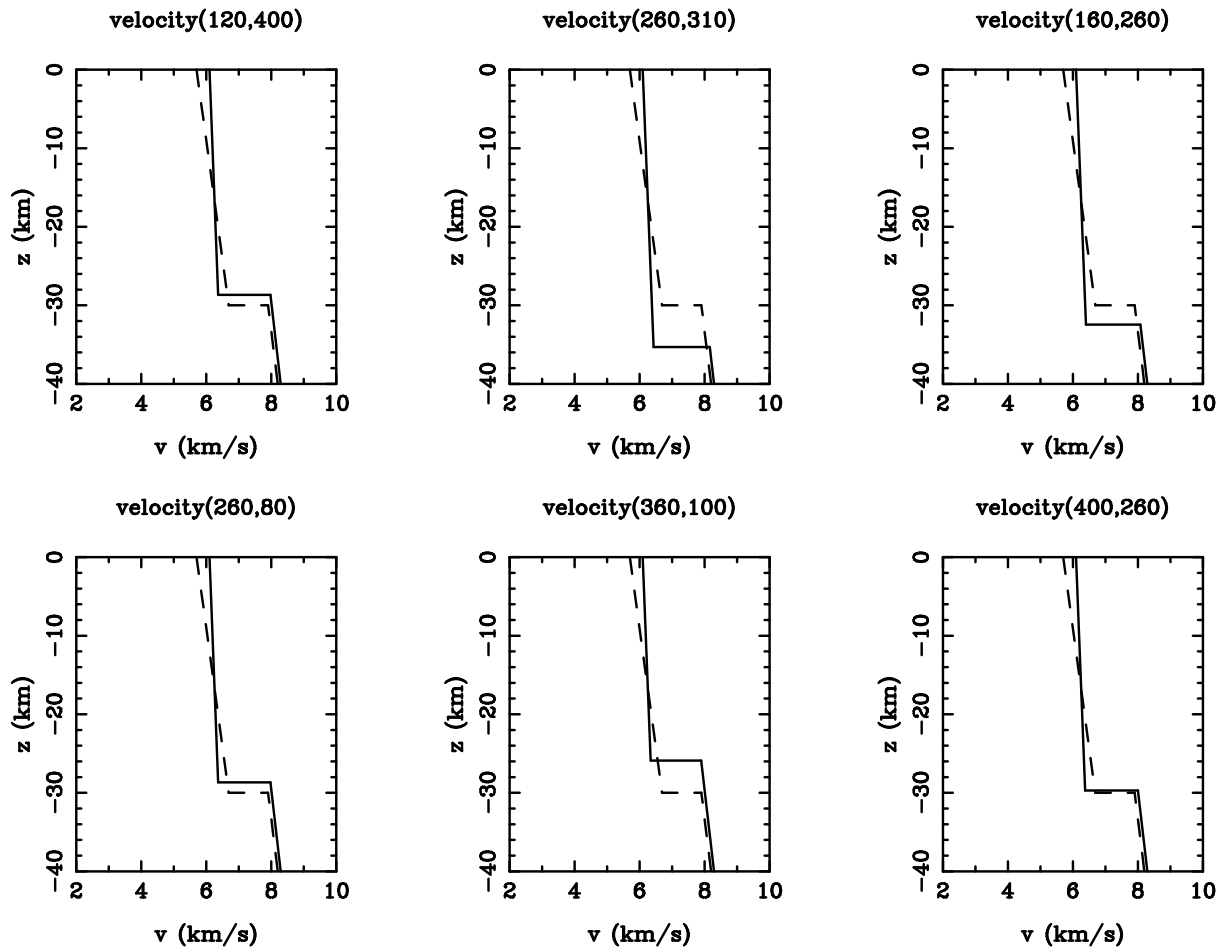 velocity(120,400)
velocity(260,310)
velocity(160,260)
0
−10
−20
−30
−40
z (km)
2 4 6 8 10
v (km/s)
0
−10
−20
−30
−40
z (km)
2 4 6 8 10
v (km/s)
0
−10
−20
−30
−40
z (km)
2 4 6 8 10
v (km/s)
velocity(260,80)
velocity(360,100)
velocity(400,260)
0
−10
−20
−30
−40
z (km)
2 4 6 8 10
v (km/s)
0
−10
−20
−30
−40
z (km)
2 4 6 8 10
v (km/s)
0
−10
−20
−30
−40
z (km)
2 4 6 8 10
v (km/s)